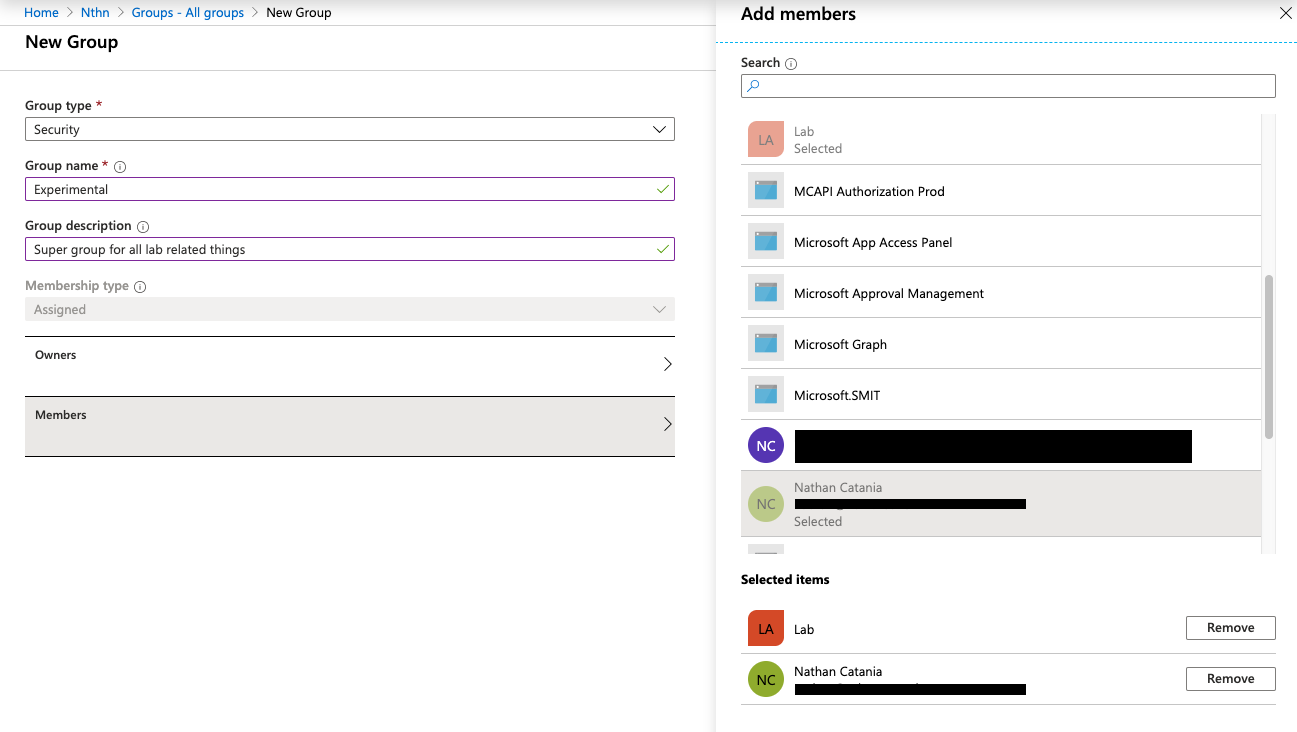 Home > Nthn > Groups - All groups > New Group
New Group
Group type *
Security
Group name *
Experimental
Group description
Super group for all lab related things
Membership type
Assigned
Owners
Members
Add members
Search
LA
Lab
Selected
MCAPI Authorization Prod
Microsoft App Access Panel
Microsoft Approval Management
Microsoft Graph
Microsoft.SMIT
NC
NC
Nathan Catania
Selected
Selected items
LA
Lab
Remove
NC
Nathan Catania
Remove